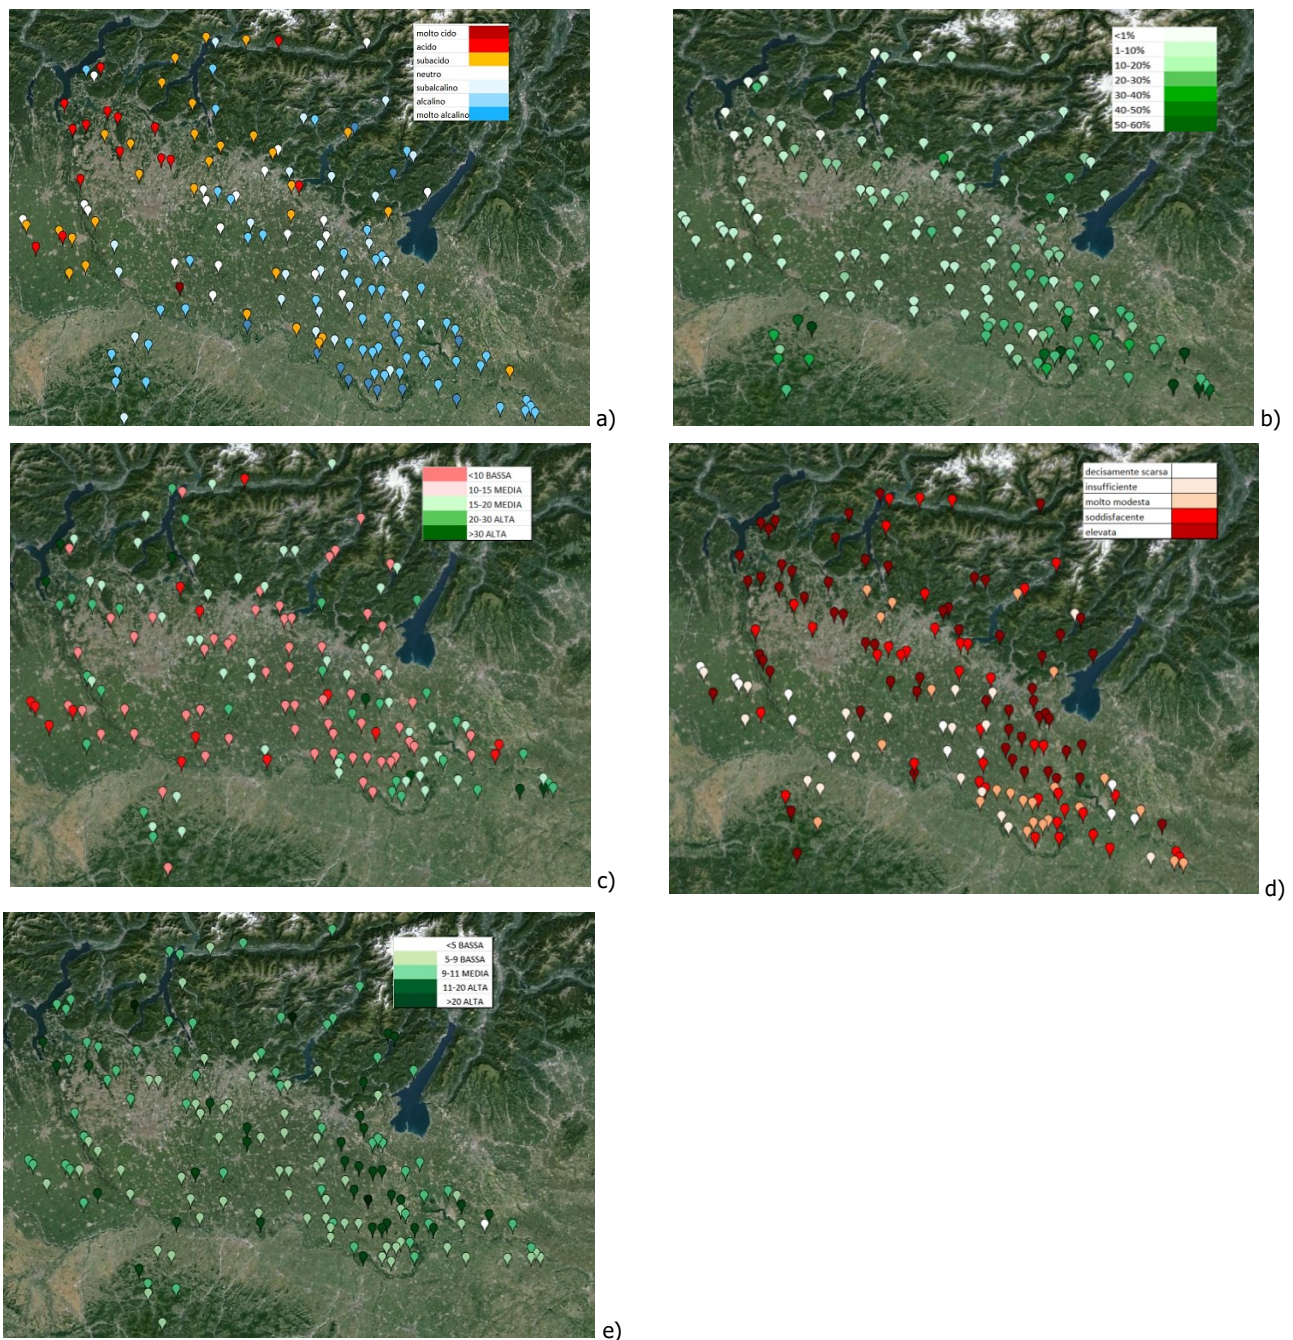 molto cido
acido
subacido
neutro
subalcalino
alcalino
molto alcalino
a)
<1%
1-10%
10-20%
20-30%
30-40%
40-50%
50-60%
b)
<10 BASSA
10-15 MEDIA
15-20 MEDIA
20-30 ALTA
>30 ALTA
c)
decisamente scarsa
insufficiente
molto modesta
soddisfacente
elevata
d)
<5 BASSA
5-9 BASSA
9-11 MEDIA
11-20 ALTA
>20 ALTA
e)